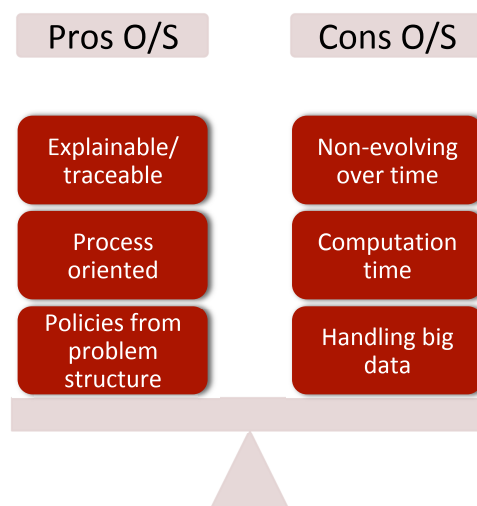 Pros O/S
Cons O/S
Explainable/
traceable
Non-evolving
over time
Process
oriented
Computation
time
Policies from
problem
structure
Handling big
data